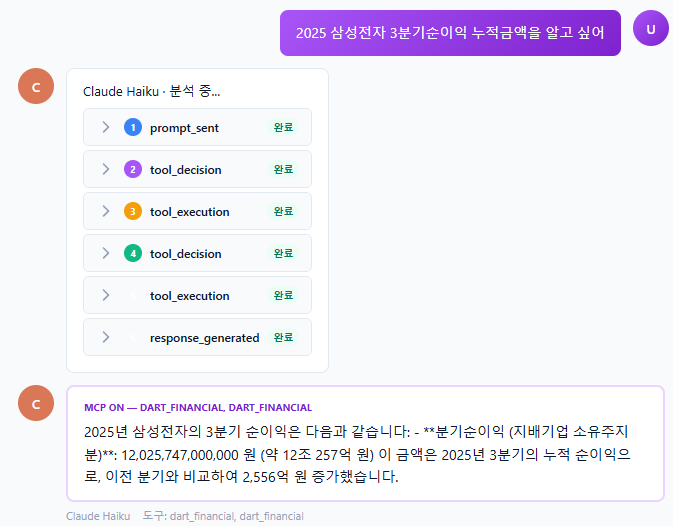 2025 삼성전자 3분기순이익 누적금액을 알고 싶어
U
C
Claude Haiku · 분석 중...
1 prompt_sent 완료
2 tool_decision 완료
3 tool_execution 완료
4 tool_decision 완료
tool_execution 완료
response_generated 완료
C
MCP ON — DART_FINANCIAL, DART_FINANCIAL
2025년 삼성전자의 3분기 순이익은 다음과 같습니다: - **분기순이익 (지배기업 소유주지
분)**: 12,025,747,000,000 원 (약 12조 257억 원) 이 금액은 2025년 3분기의 누적 순이익으
로, 이전 분기와 비교하여 2,556억 원 증가했습니다.
Claude Haiku 도구: dart_financial, dart_financial